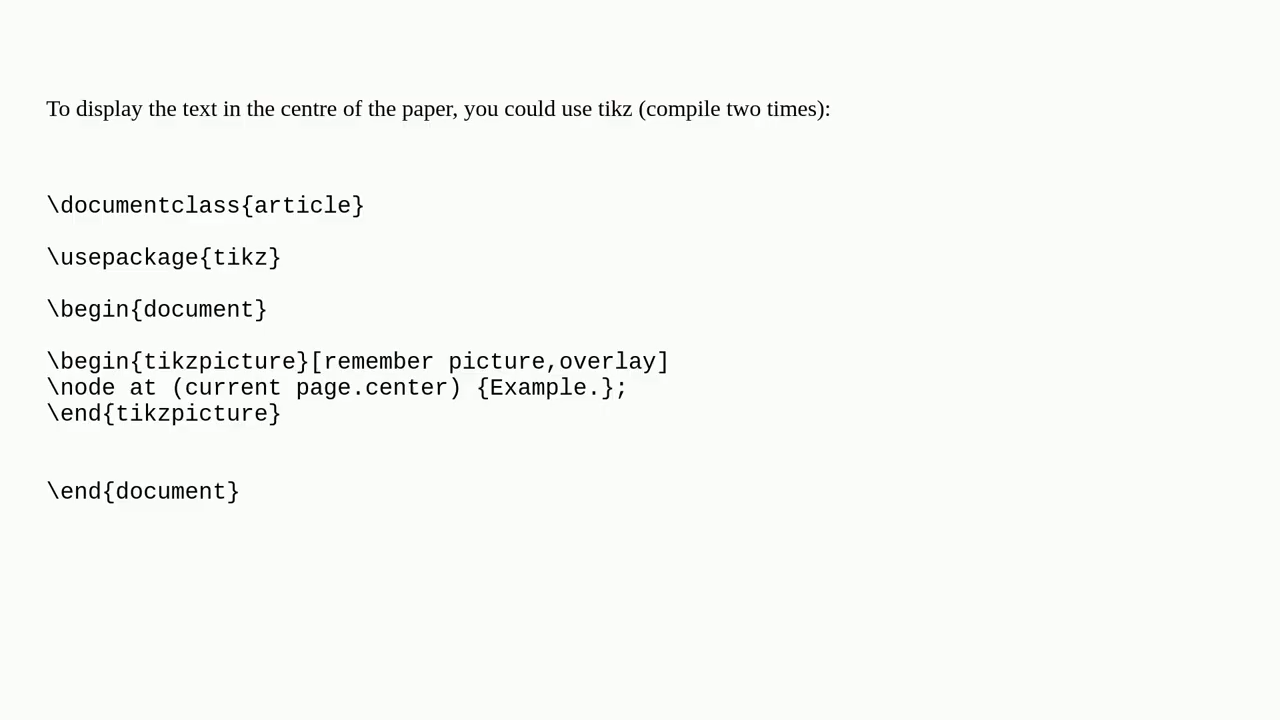 To display the text in the centre of the paper, you could use tikz (compile two times):
\documentclass{article}
\usepackage{tikz}
\begin{document}
\begin{tikzpicture}[remember picture,overlay]
\node at (current page.center) {Example.};
\end{tikzpicture}
\end{document}